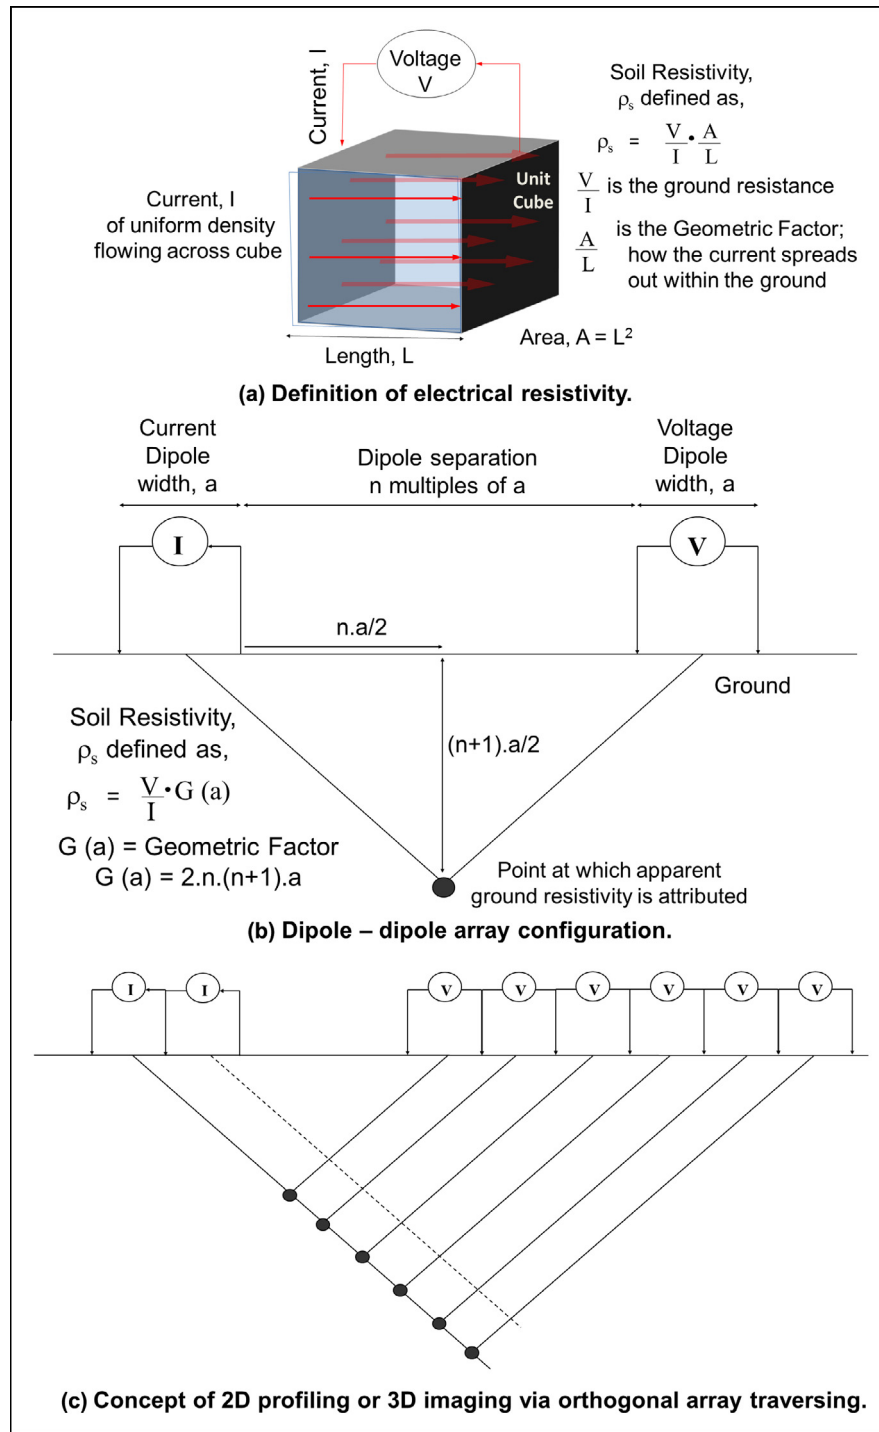 Current, I
Voltage
V
Soil Resistivity,
ρs defined as,
ρs = V/I · A/L
V/I is the ground resistance
A/L is the Geometric Factor;
how the current spreads
out within the ground
Unit
Cube
Current, I
of uniform density
flowing across cube
Length, L
Area, A = L²
(a) Definition of electrical resistivity.
Current
Dipole
width, a
Dipole separation
n multiples of a
Voltage
Dipole
width, a
I
V
n.a/2
Ground
(n+1).a/2
Soil Resistivity,
ρs defined as,
ρs = V/I · G (a)
G (a) = Geometric Factor
G (a) = 2.n.(n+1).a
Point at which apparent
ground resistivity is attributed
(b) Dipole – dipole array configuration.
I I V V V V V V
(c) Concept of 2D profiling or 3D imaging via orthogonal array traversing.